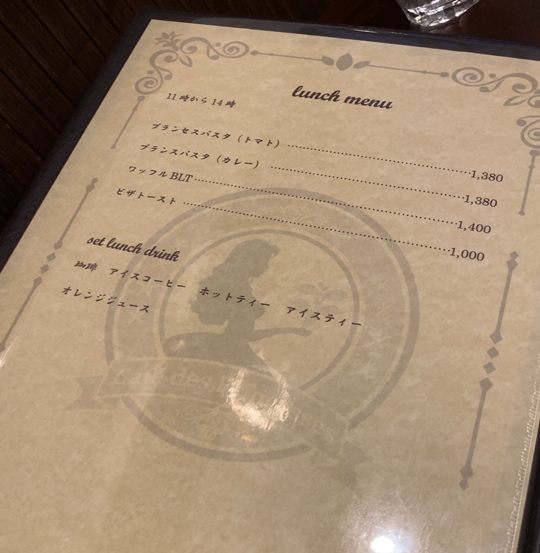 lunch menu
11時から14時
プランセスパスタ（トマト） 1,380
プランスパスタ（カレー） 1,380
ワッフルBLT 1,400
ピザトースト 1,000
set lunch drink
珈琲 アイスコーヒー ホットティー アイスティー
オレンジジュース
Café des